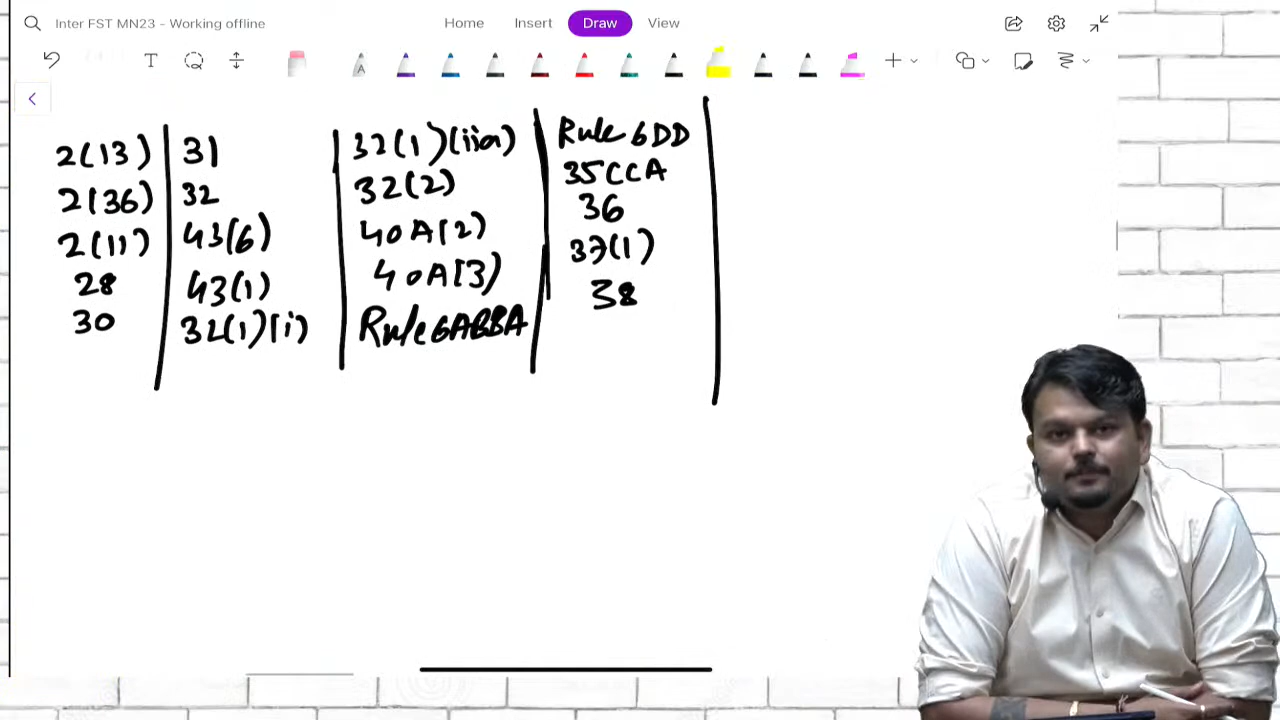 Inter FST MN23 - Working offline
Home Insert Draw View
T
A
2(13)
2(36)
2(11)
28
30
31
32
43(6)
43(1)
32(1)(i)
32(1)(iia)
32(2)
40A(2)
40A(3)
Rule 6ABBA
Rule 6DD
35CCA
36
37(1)
38